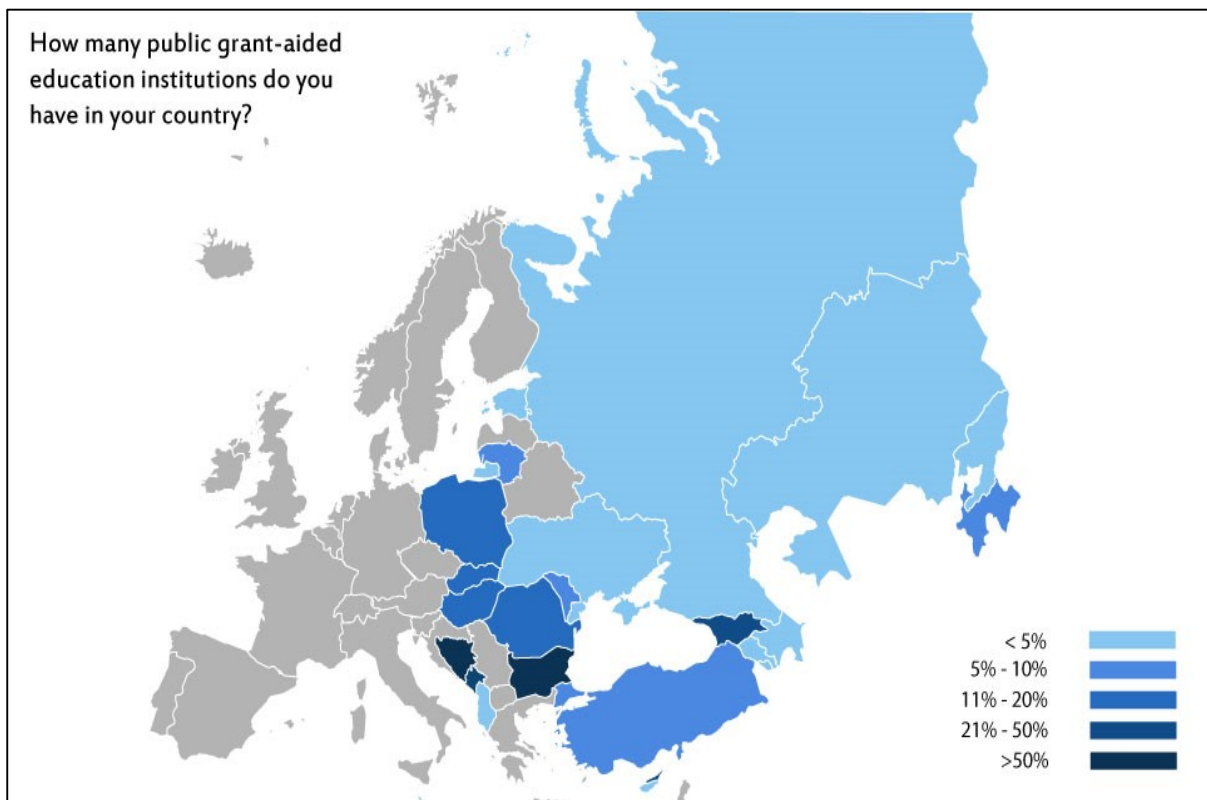 How many public grant-aided
education institutions do you
have in your country?
< 5%
5% - 10%
11% - 20%
21% - 50%
>50%